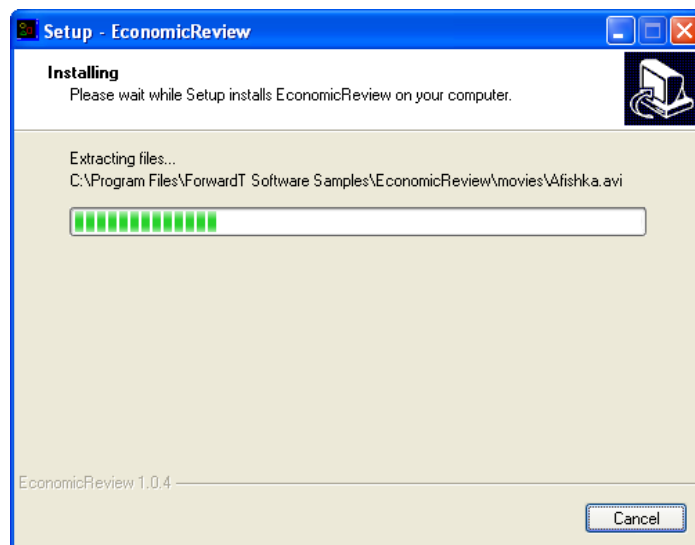 Setup - EconomicReview
Installing
Please wait while Setup installs EconomicReview on your computer.
Extracting files...
C:\Program Files\ForwardT Software Samples\EconomicReview\movies\Afishka.avi
EconomicReview 1.0.4
Cancel